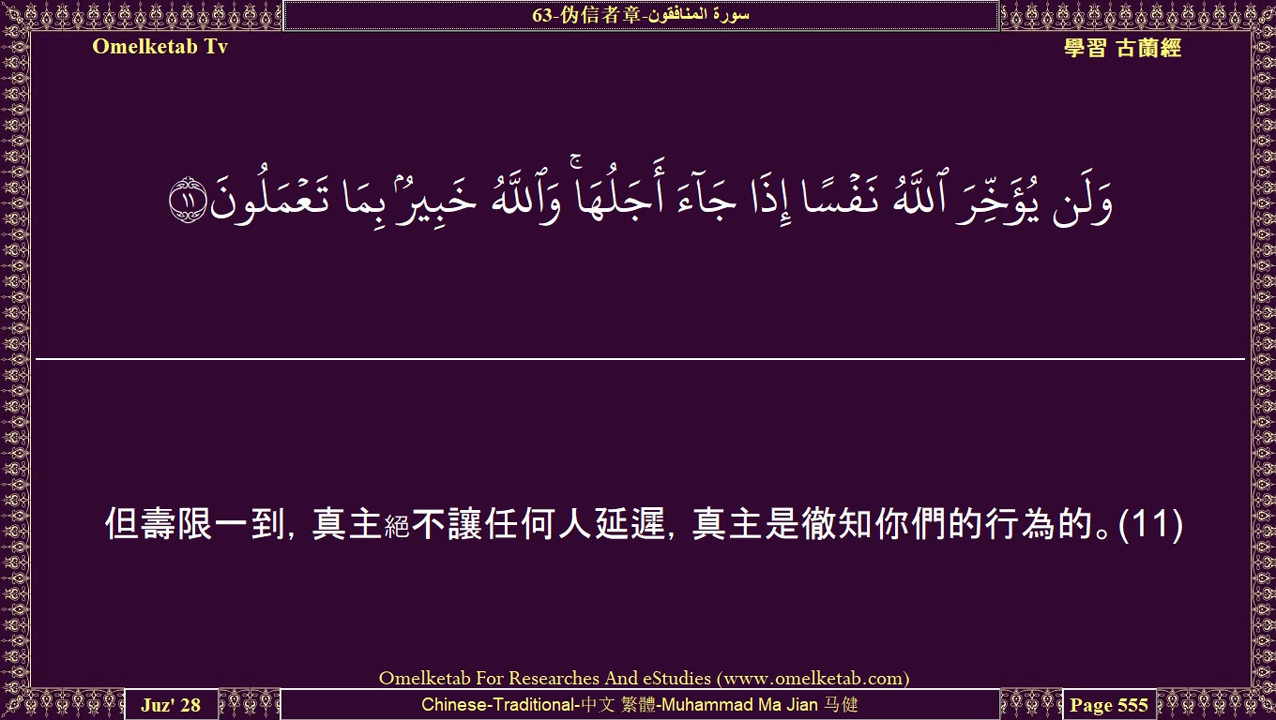 63-伪信者章-سورة المنافقون
Omelketab Tv
學習 古蘭經
وَلَن يُؤَخِّرَ ٱللَّهُ نَفْسًا إِذَا جَآءَ أَجَلُهَا ۚ وَٱللَّهُ خَبِيرٌۢ بِمَا تَعْمَلُونَ ١١
但壽限一到，真主絕不讓任何人延遲，真主是徹知你們的行為的。(11)
Omelketab For Researches And eStudies (www.omelketab.com)
Juz' 28
Chinese-Traditional-中文 繁體-Muhammad Ma Jian 马健
Page 555